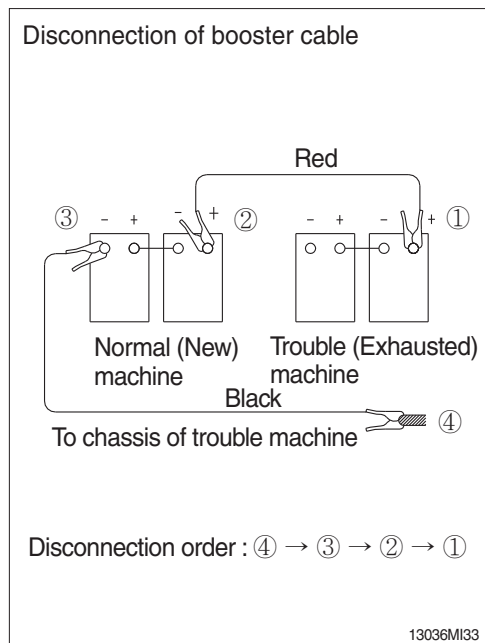 Disconnection of booster cable
Red
③ - + - + ② - + - + ①
Normal (New)
machine
Trouble (Exhausted)
machine
Black
To chassis of trouble machine ④
Disconnection order : ④ → ③ → ② → ①
13036MI33